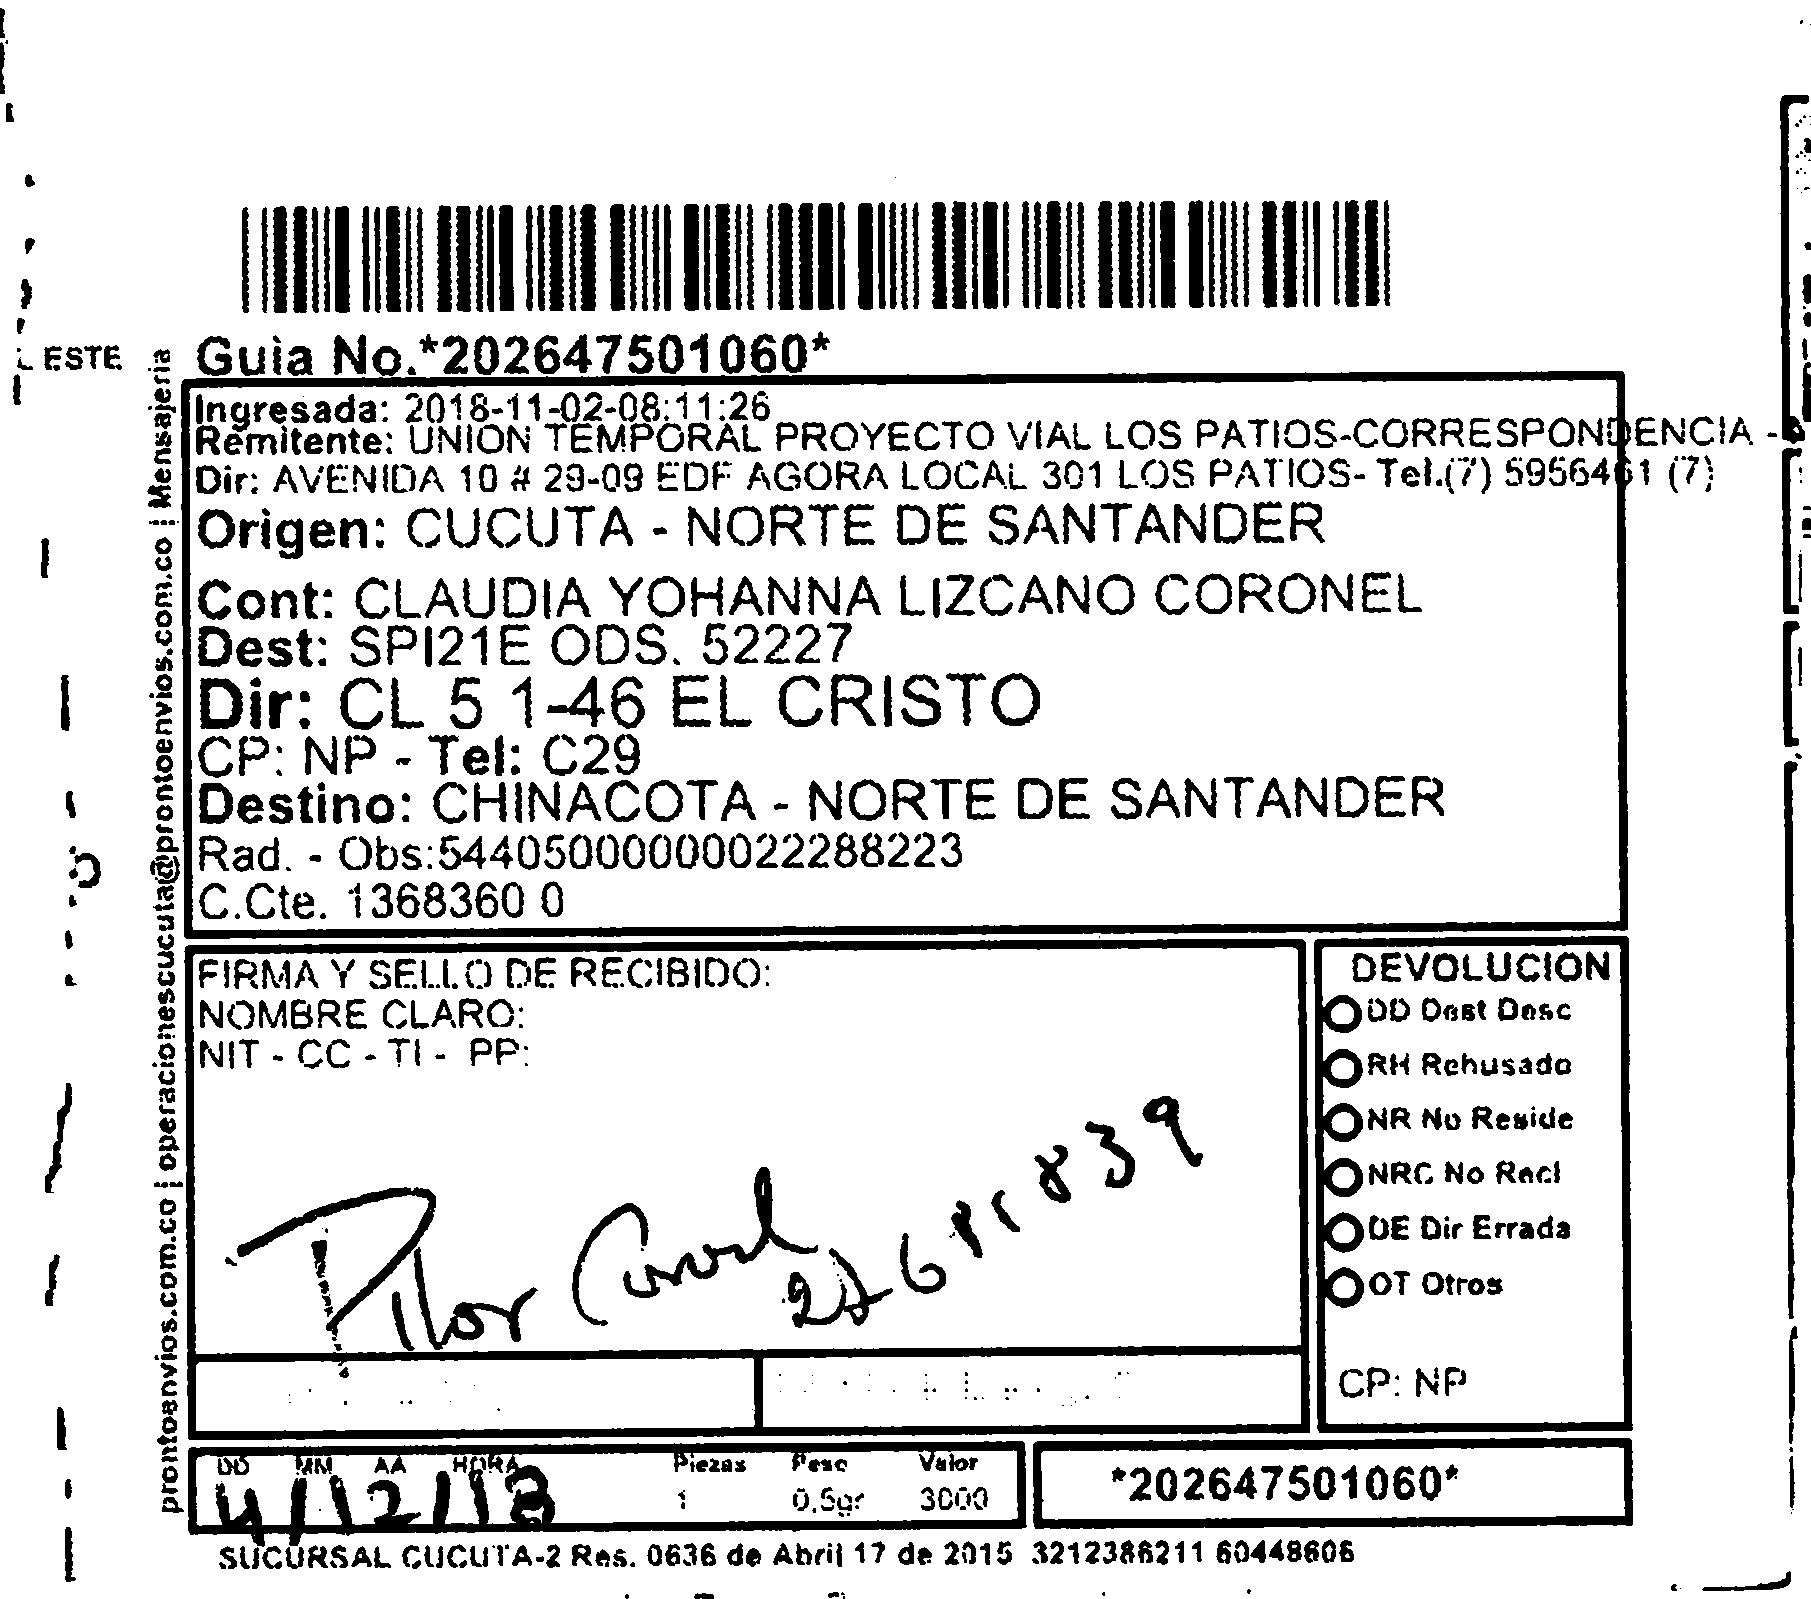 Guia No.*202647501060*
ESTE
Ingresada: 2018-11-02-08:11:26
Remitente: UNION TEMPORAL PROYECTO VIAL LOS PATIOS-CORRESPONDENCIA -
Dir: AVENIDA 10 # 29-09 EDF AGORA LOCAL 301 LOS PATIOS- Tel.(7) 5956461 (7)
Origen: CUCUTA - NORTE DE SANTANDER
Cont: CLAUDIA YOHANNA LIZCANO CORONEL
Dest: SPI21E ODS. 52227
Dir: CL 5 1-46 EL CRISTO
CP: NP - Tel: C29
Destino: CHINACOTA - NORTE DE SANTANDER
Rad. - Obs:544050000000022288223
C.Cte. 1368360 0
prontoenvios.com.co | operacionescucuta@prontoenvios.com.co | Mensajeria
FIRMA Y SELLO DE RECIBIDO:
NOMBRE CLARO:
NIT - CC - TI - PP:
Pilar
DEVOLUCION
DD Dest Desc
RH Rehusado
NR No Reside
NRC No Recl
DE Dir Errada
OT Otros
CP: NP
DD MM AA HORA Piezas Peso Valor
4/12/18 1 0.5gr 3000
*202647501060*
SUCURSAL CUCUTA-2 Res. 0636 de Abril 17 de 2015 3212386211 60448606